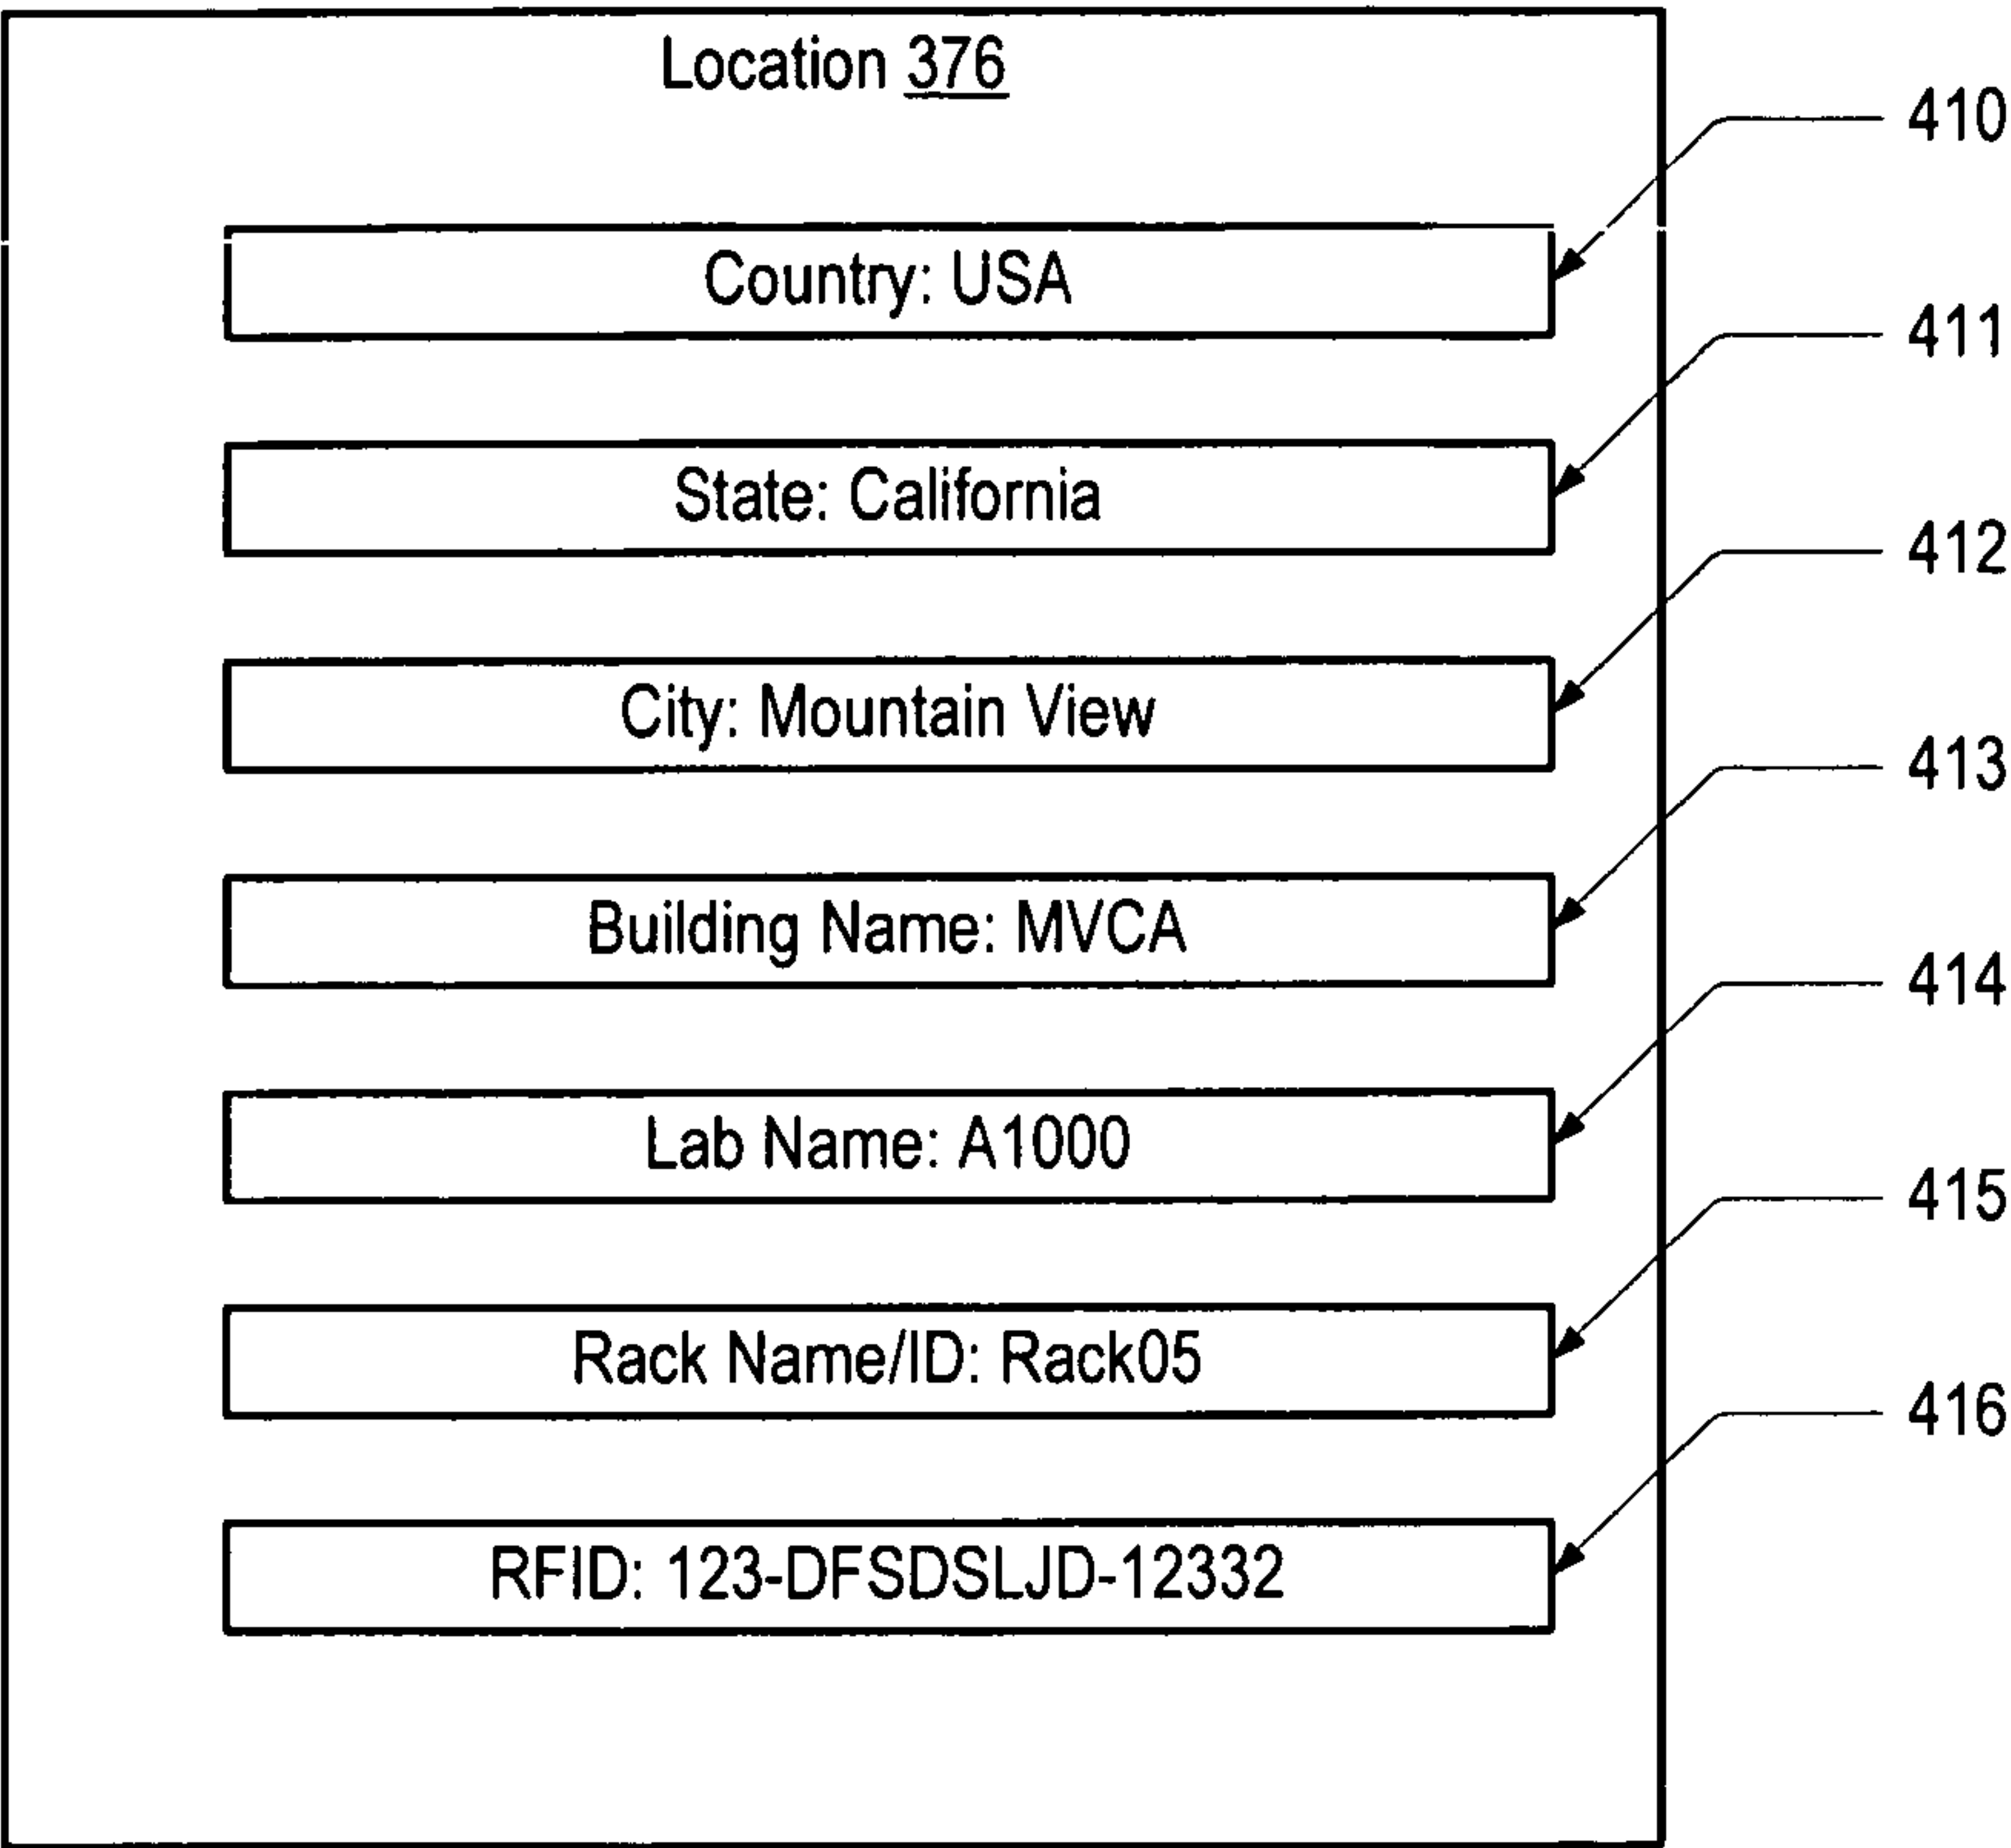 Location 376
410
Country: USA
411
State: California
412
City: Mountain View
413
Building Name: MVCA
414
Lab Name: A1000
415
Rack Name/ID: Rack05
416
RFID: 123-DFSDSLJD-12332